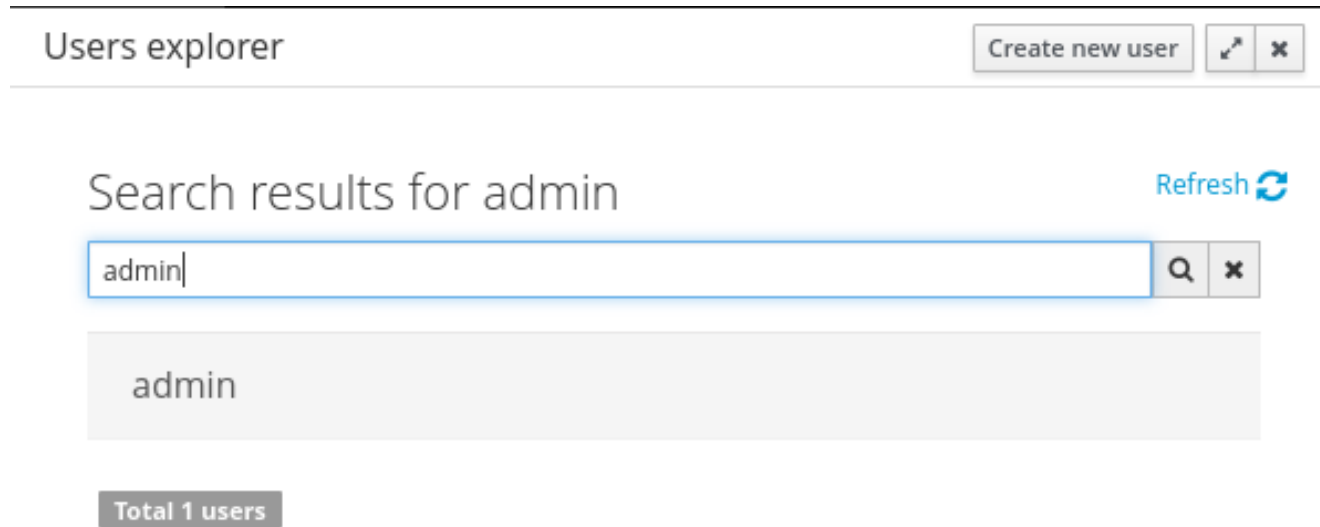 Users explorer
Create new user
Search results for admin
Refresh
admin
admin
Total 1 users